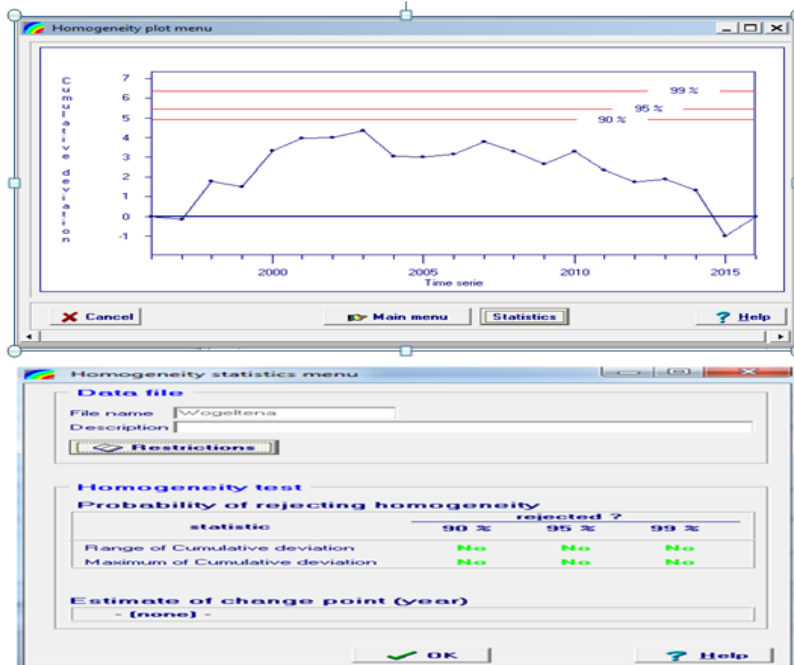 Homogeneity plot menu
Cumulative deviation
7
6
5
4
3
2
1
0
-1
99 %
95 %
90 %
2000 2005 2010 2015
Time serie
Cancel Main menu Statistics ? Help
Homogeneity statistics menu
Data file
File name Wogeltena
Description
Restrictions
Homogeneity test
Probability of rejecting homogeneity
rejected ?
statistic 90 % 95 % 99 %
Range of Cumulative deviation No No No
Maximum of Cumulative deviation No No No
Estimate of change point (year)
- (none) -
OK ? Help